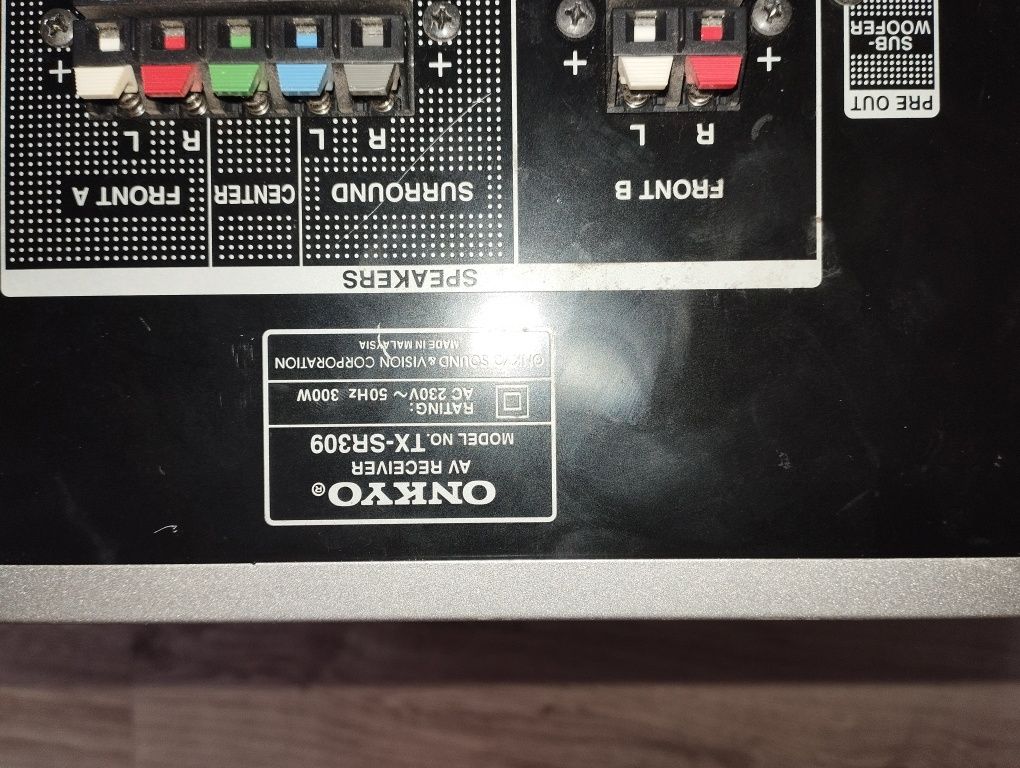 ONKYO®
AV RECEIVER
MODEL NO. TX-SR309
RATING:
AC 230V~ 50Hz 300W
ONKYO SOUND & VISION CORPORATION
MADE IN MALAYSIA
SPEAKERS
FRONT B
SURROUND
CENTER
FRONT A
R L
R L
R L
+ +
+ +
PRE OUT
SUB-
WOOFER